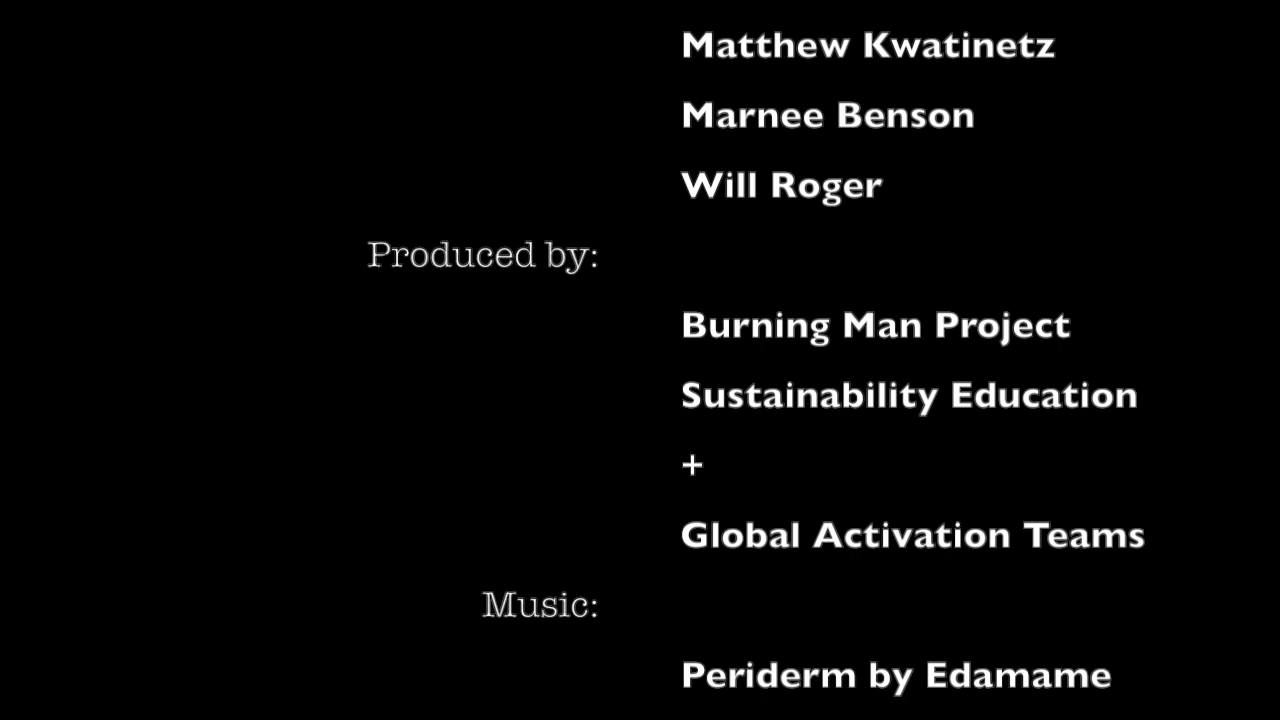 Matthew Kwatinetz
Marnee Benson
Will Roger
Produced by:
Burning Man Project
Sustainability Education
+
Global Activation Teams
Music:
Periderm by Edamame